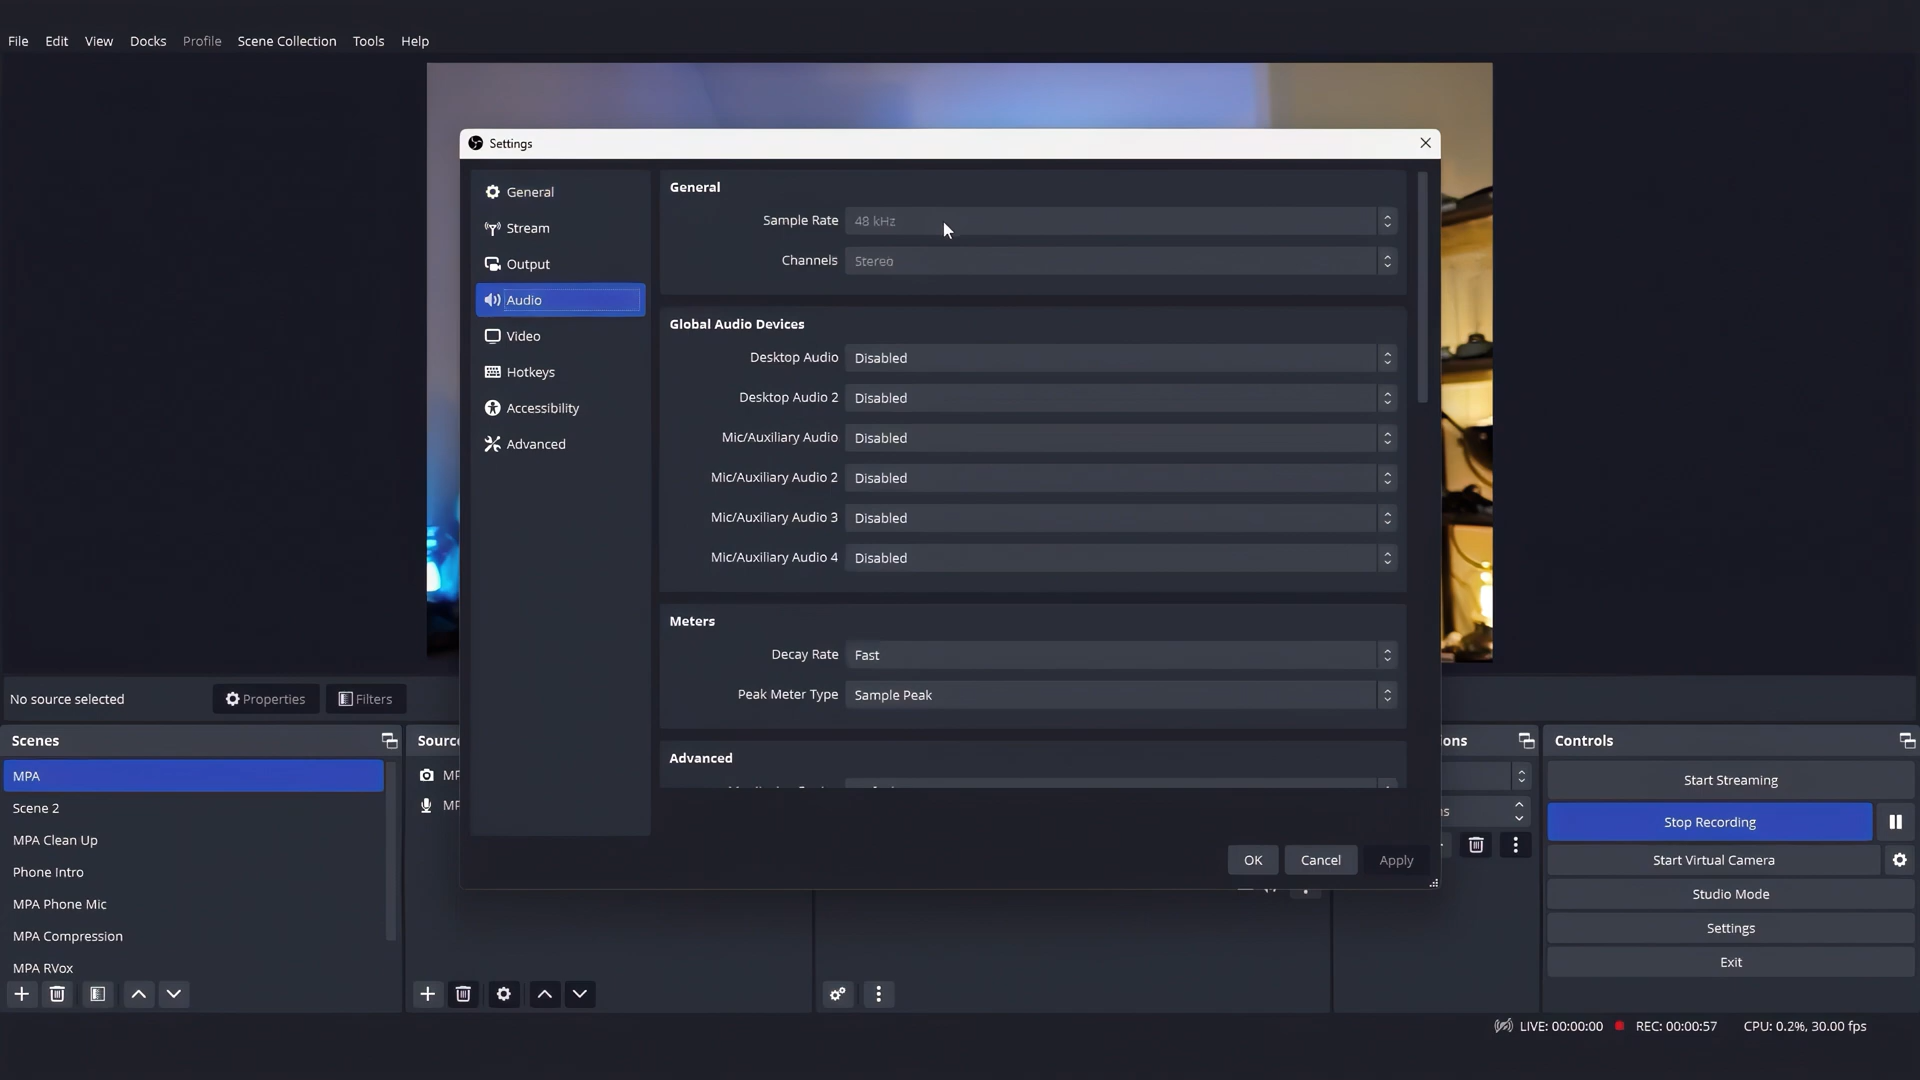 File Edit View Docks Profile Scene Collection Tools Help
Settings
General
Stream
Output
Audio
Video
Hotkeys
Accessibility
Advanced
General
Sample Rate 48 kHz
Channels Stereo
Global Audio Devices
Desktop Audio Disabled
Desktop Audio 2 Disabled
Mic/Auxiliary Audio Disabled
Mic/Auxiliary Audio 2 Disabled
Mic/Auxiliary Audio 3 Disabled
Mic/Auxiliary Audio 4 Disabled
Meters
Decay Rate Fast
Peak Meter Type Sample Peak
Advanced
OK Cancel Apply
No source selected Properties Filters
Scenes
MPA
Scene 2
MPA Clean Up
Phone Intro
MPA Phone Mic
MPA Compression
MPA RVox
Sourc
MP
MP
ons
ns
Controls
Start Streaming
Stop Recording
Start Virtual Camera
Studio Mode
Settings
Exit
LIVE: 00:00:00 REC: 00:00:57 CPU: 0.2%, 30.00 fps